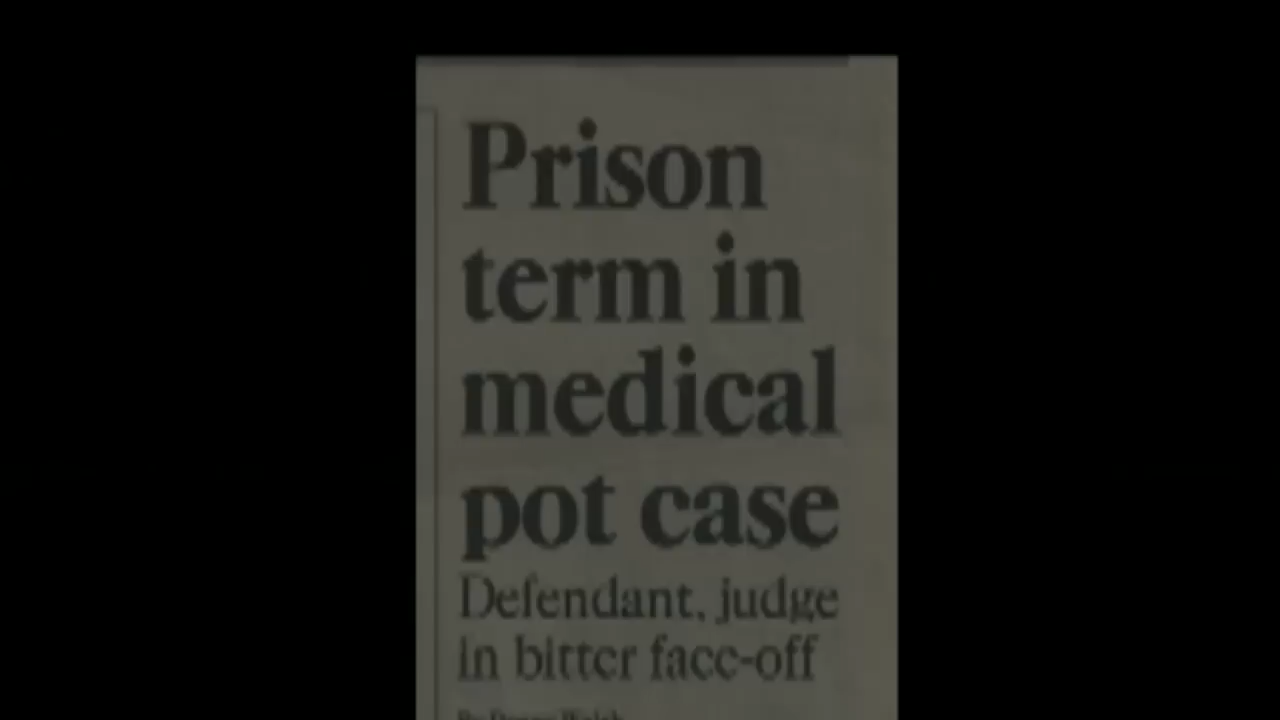 Prison
term in
medical
pot case
Defendant, judge
in bitter face-off